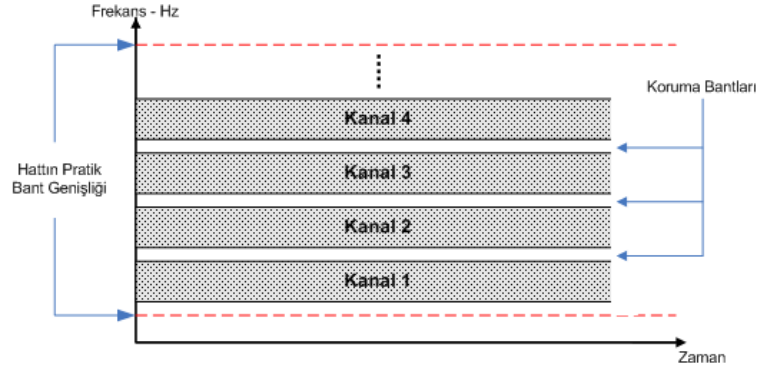 Frekans - Hz
Koruma Bantları
Kanal 4
Kanal 3
Hattın Pratik
Bant Genişliği
Kanal 2
Kanal 1
Zaman